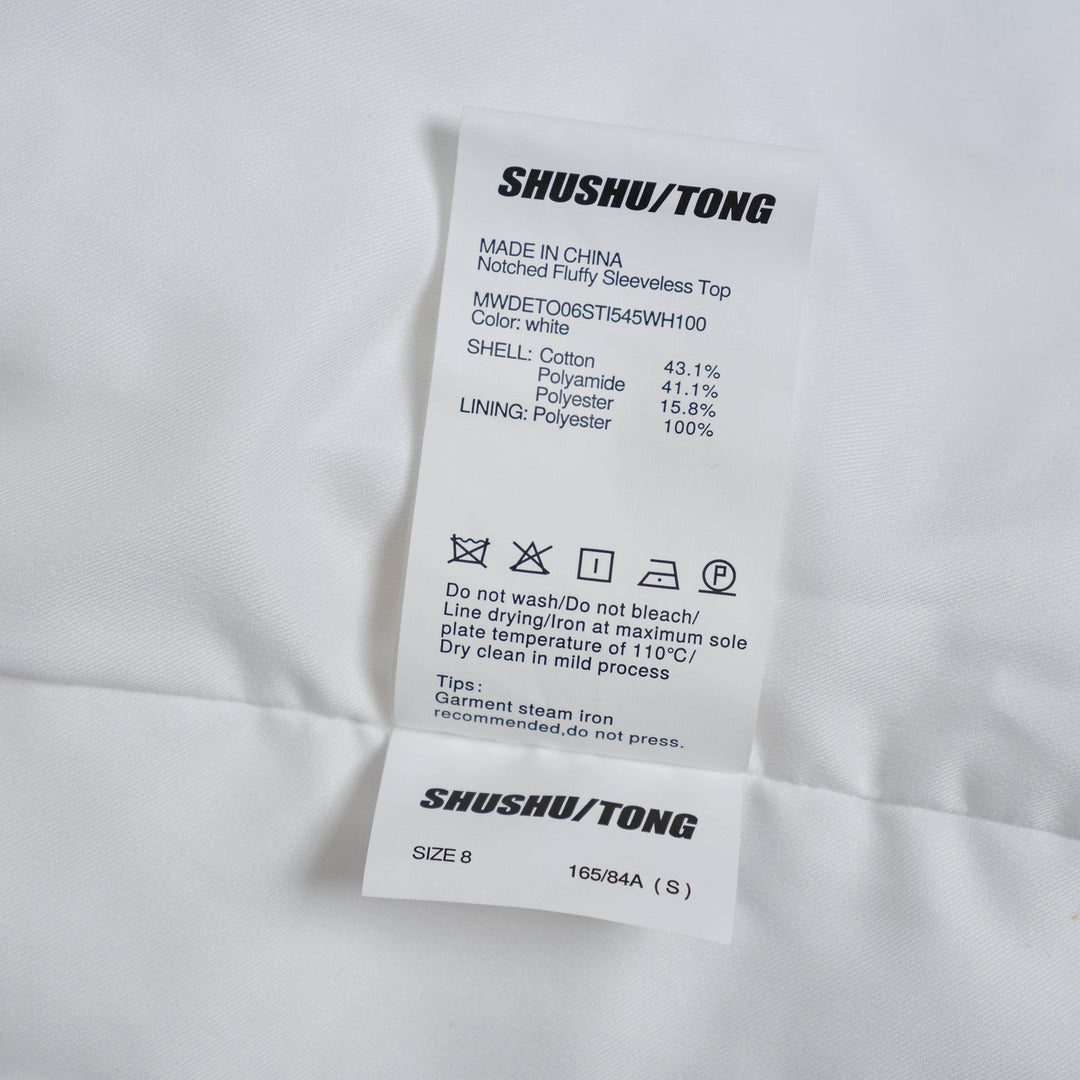 SHUSHU/TONG
MADE IN CHINA
Notched Fluffy Sleeveless Top
MWDETO06STI545WH100
Color: white
SHELL: Cotton 43.1%
Polyamide 41.1%
Polyester 15.8%
LINING: Polyester 100%
P
Do not wash/Do not bleach/
Line drying/Iron at maximum sole
plate temperature of 110°C/
Dry clean in mild process
Tips:
Garment steam iron
recommended,do not press.
SHUSHU/TONG
SIZE 8 165/84A (S)